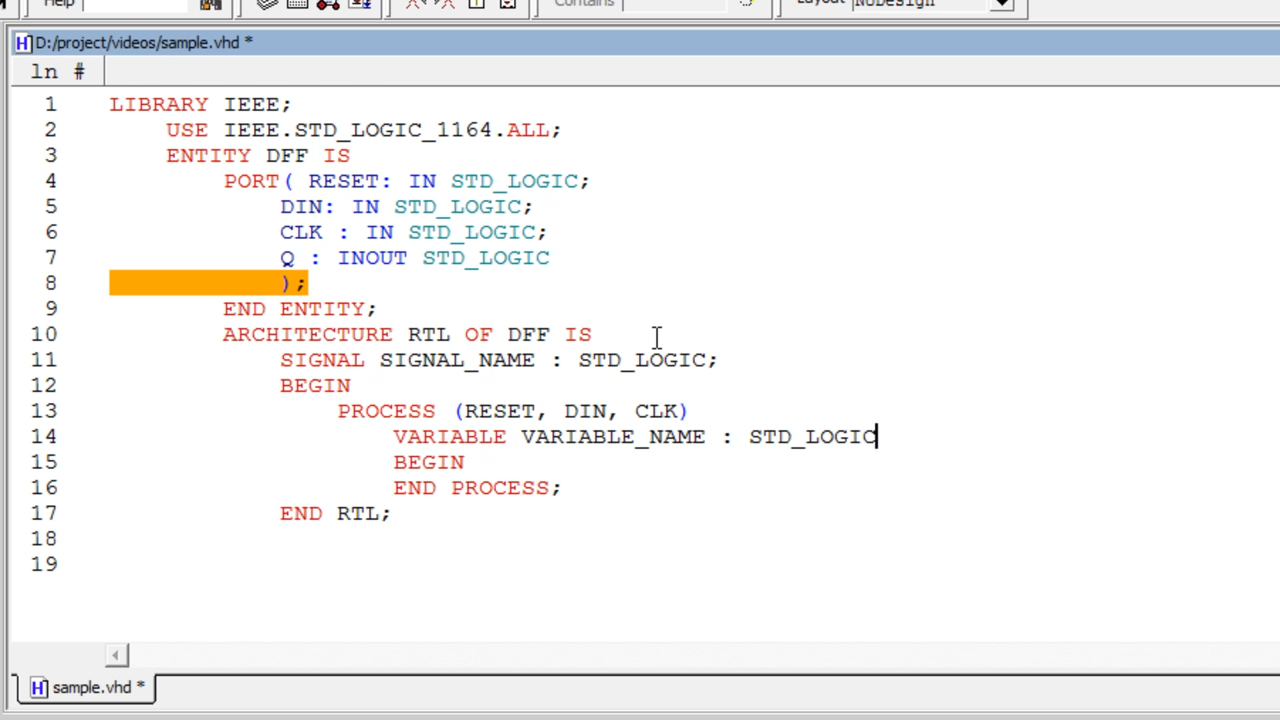 Help
Contains
Layout NoDesign
D:/project/videos/sample.vhd *
ln #
1 LIBRARY IEEE;
2 USE IEEE.STD_LOGIC_1164.ALL;
3 ENTITY DFF IS
4 PORT( RESET: IN STD_LOGIC;
5 DIN: IN STD_LOGIC;
6 CLK : IN STD_LOGIC;
7 Q : INOUT STD_LOGIC
8 );
9 END ENTITY;
10 ARCHITECTURE RTL OF DFF IS
11 SIGNAL SIGNAL_NAME : STD_LOGIC;
12 BEGIN
13 PROCESS (RESET, DIN, CLK)
14 VARIABLE VARIABLE_NAME : STD_LOGIC
15 BEGIN
16 END PROCESS;
17 END RTL;
18
19
sample.vhd *